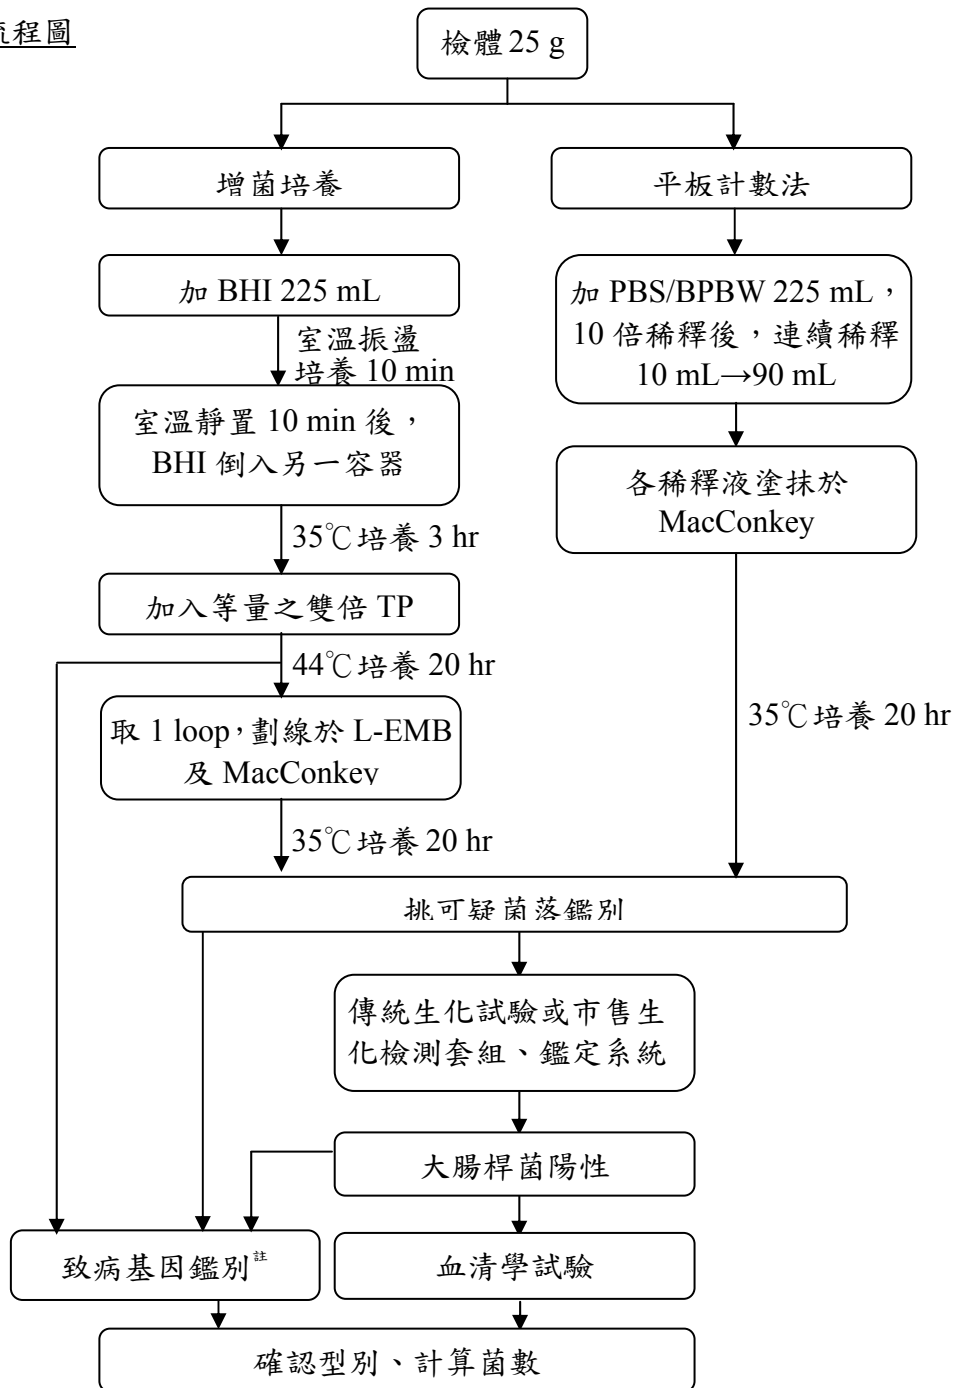 流程圖
檢體 25 g
增菌培養
平板計數法
加 BHI 225 mL
加 PBS/BPBW 225 mL，
10 倍稀釋後，連續稀釋
10 mL→90 mL
室溫振盪
培養 10 min
室溫靜置 10 min 後，
BHI 倒入另一容器
各稀釋液塗抹於
MacConkey
35℃培養 3 hr
加入等量之雙倍 TP
44℃培養 20 hr
取 1 loop，劃線於 L-EMB
及 MacConkey
35℃培養 20 hr
35℃培養 20 hr
挑可疑菌落鑑別
傳統生化試驗或市售生
化檢測套組、鑑定系統
大腸桿菌陽性
致病基因鑑別註
血清學試驗
確認型別、計算菌數